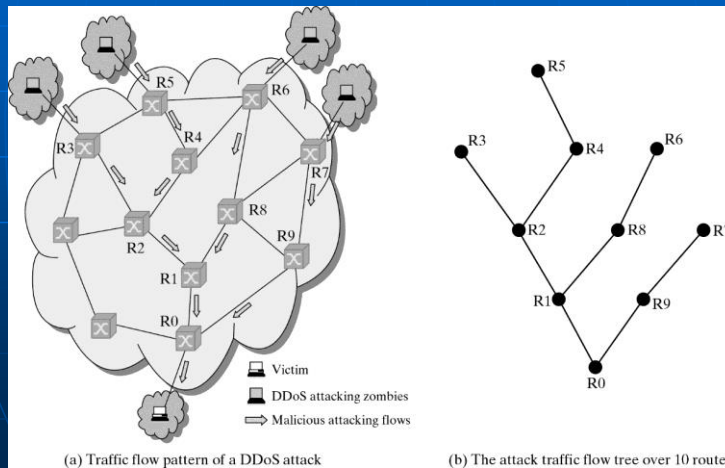 R5
R6
R4
R3
R7
R8
R2
R9
R1
R0
Victim
DDoS attacking zombies
Malicious attacking flows
(a) Traffic flow pattern of a DDoS attack
R5
R3
R4
R6
R2
R8
R1
R9
R0
(b) The attack traffic flow tree over 10 route